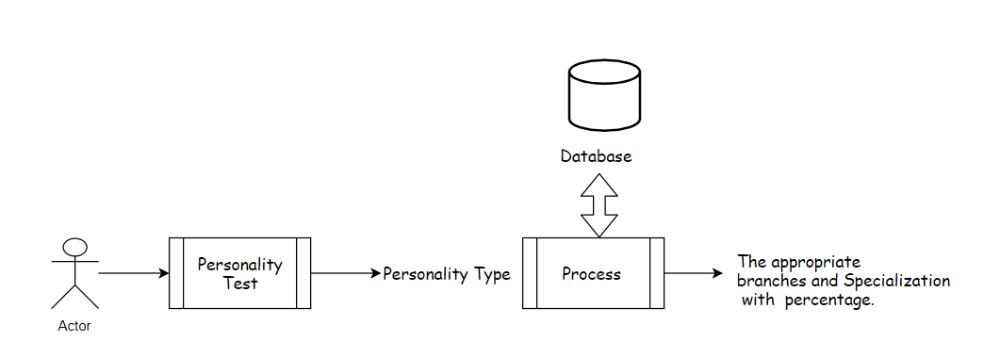 Database
Personality
Test
Personality Type
Process
The appropriate
branches and Specialization
with percentage.
Actor